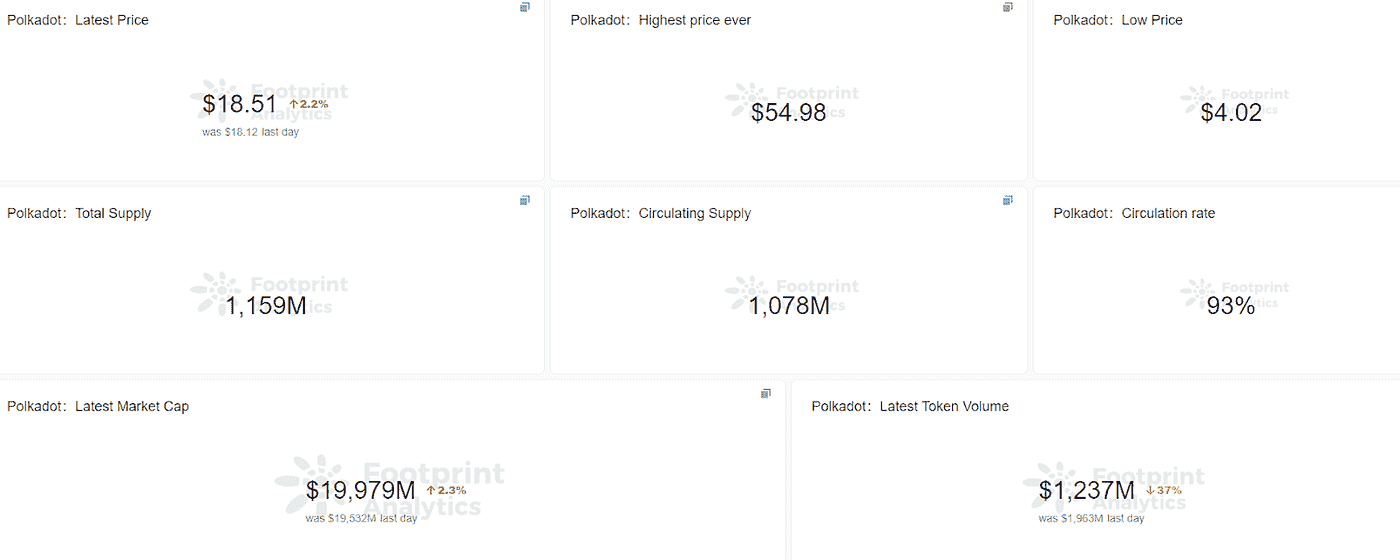 Polkadot: Latest Price
Polkadot: Highest price ever
Polkadot: Low Price
Footprint Analytics
$18.51 ↑2.2%
was $18.12 last day
Footprint Analytics
$54.98
Footprint Analytics
$4.02
Polkadot: Total Supply
Polkadot: Circulating Supply
Polkadot: Circulation rate
Footprint Analytics
1,159M
Footprint Analytics
1,078M
Footprint Analytics
93%
Polkadot: Latest Market Cap
Polkadot: Latest Token Volume
Footprint Analytics
$19,979M ↑2.3%
was $19,532M last day
Footprint Analytics
$1,237M ↓37%
was $1,963M last day